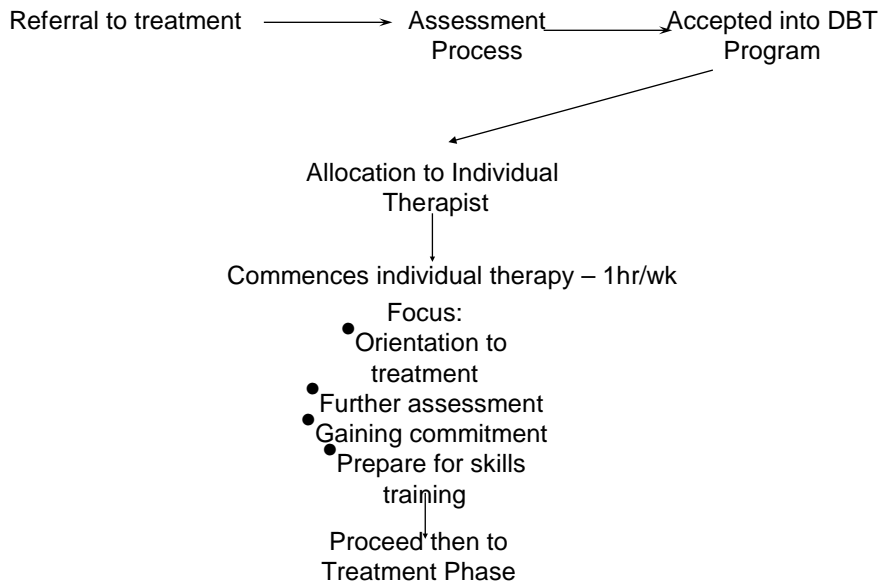 Referral to treatment
Assessment
Process
Accepted into DBT
Program
Allocation to Individual
Therapist
Commences individual therapy – 1hr/wk
Focus:
• Orientation to
treatment
• Further assessment
• Gaining commitment
• Prepare for skills
training
Proceed then to
Treatment Phase